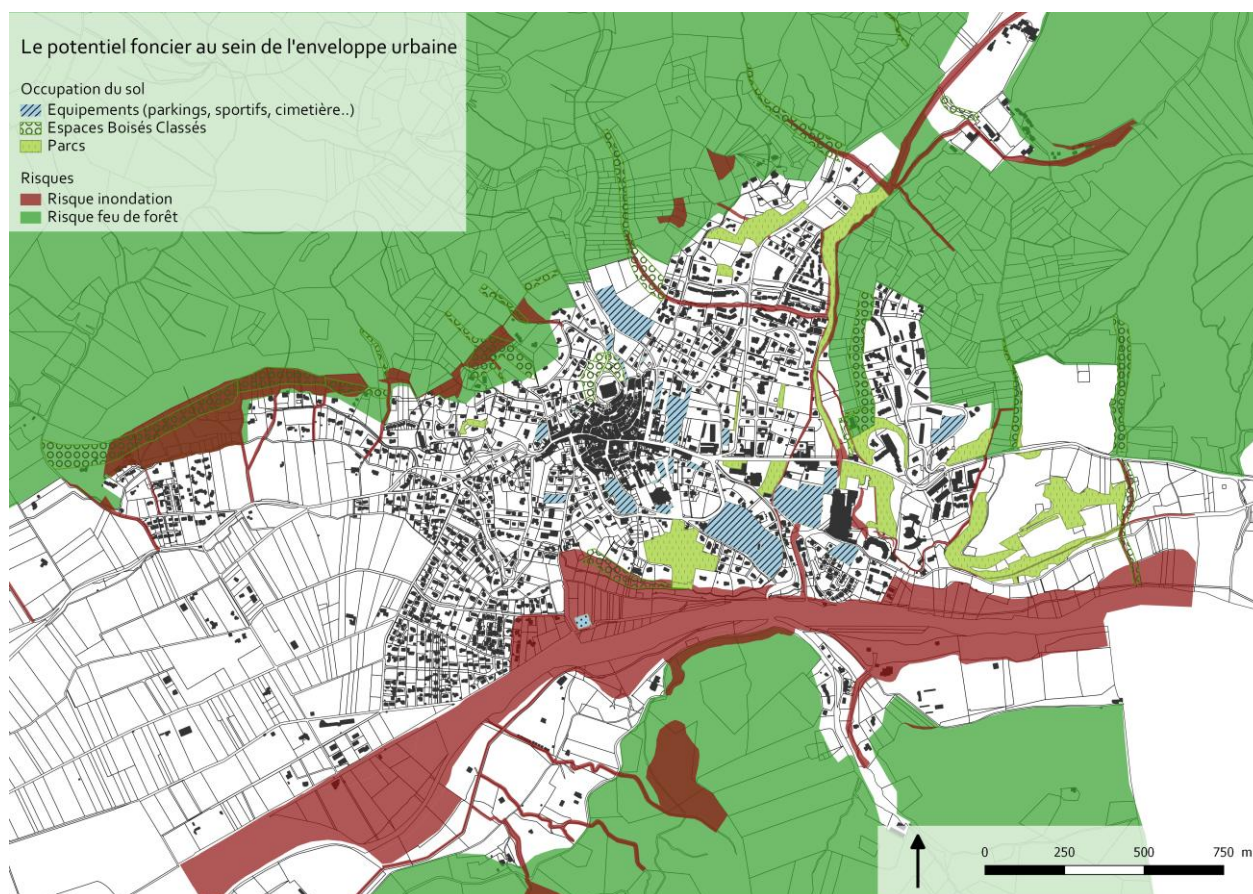 Le potentiel foncier au sein de l'enveloppe urbaine
Occupation du sol
Equipements (parkings, sportifs, cimetière..)
Espaces Boisés Classés
Parcs
Risques
Risque inondation
Risque feu de forêt
0 250 500 750 m